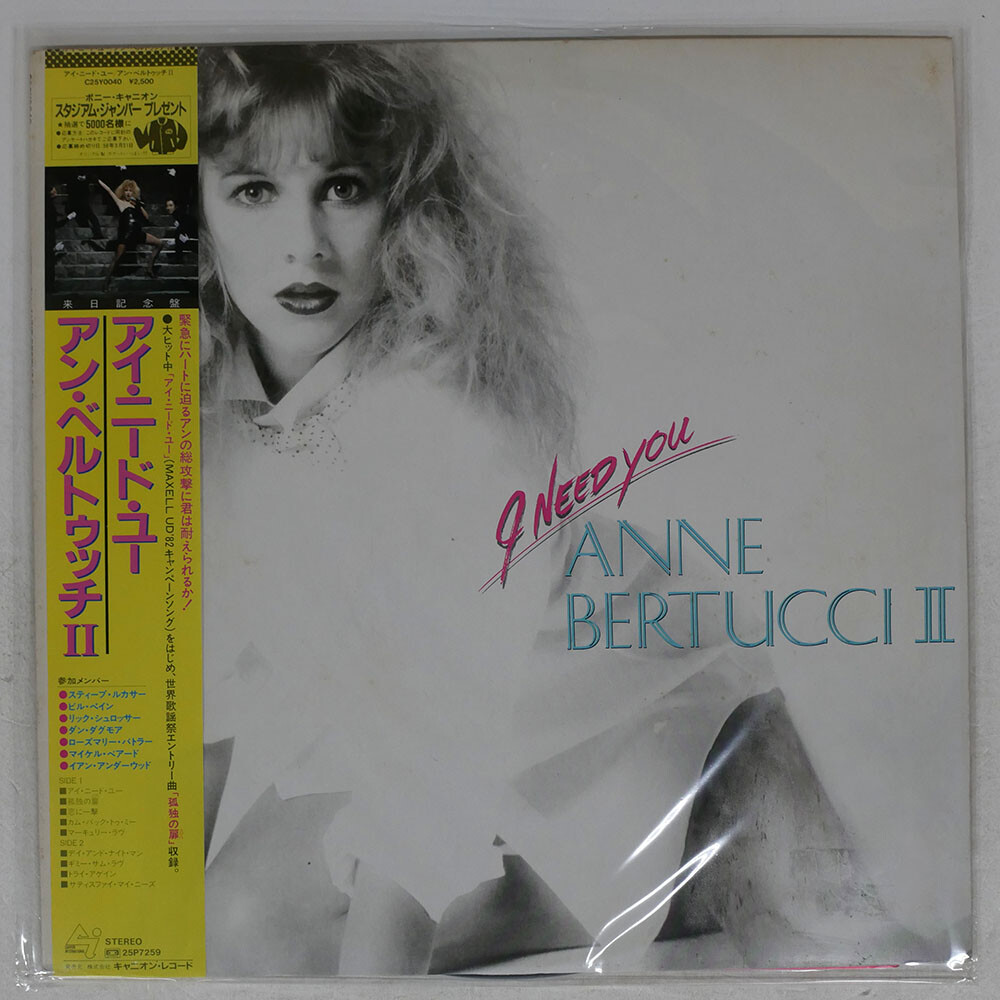 アイ・ニード・ユー/アン・ベルトゥッチII
C25Y0040 ¥2,500
ポニー・キャニオン
スタジアム・ジャンパー プレゼント
★抽選で5000名様に
来日記念盤
アイ・ニード・ユー
アン・ベルトゥッチII
緊急にハートに迫るアンの総攻撃に君は耐えられるか!
●大ヒット中「アイ・ニード・ユー」(MAXELL UD'82キャンペーンソング)をはじめ、世界歌謡祭エントリー曲「孤独の扉」収録。
参加メンバー
●スティーブ・ルカサー
●ビル・ペイン
●リック・シュロッサー
●ダン・ダグモア
●ローズマリー・バトラー
●マイケル・ベアード
●イアン・アンダーウッド
SIDE 1
■アイ・ニード・ユー
■孤独の扉
■恋に一撃
■カム・バック・トゥ・ミー
■マーキュリー・ラヴ
SIDE 2
■デイ・アンド・ナイト・マン
■ギミー・サム・ラヴ
■トライ・アゲイン
■サティスファイ・マイ・ニーズ
STEREO
25P7259
株式会社 キャニオン・レコード
I NEED YOU
ANNE
BERTUCCI II